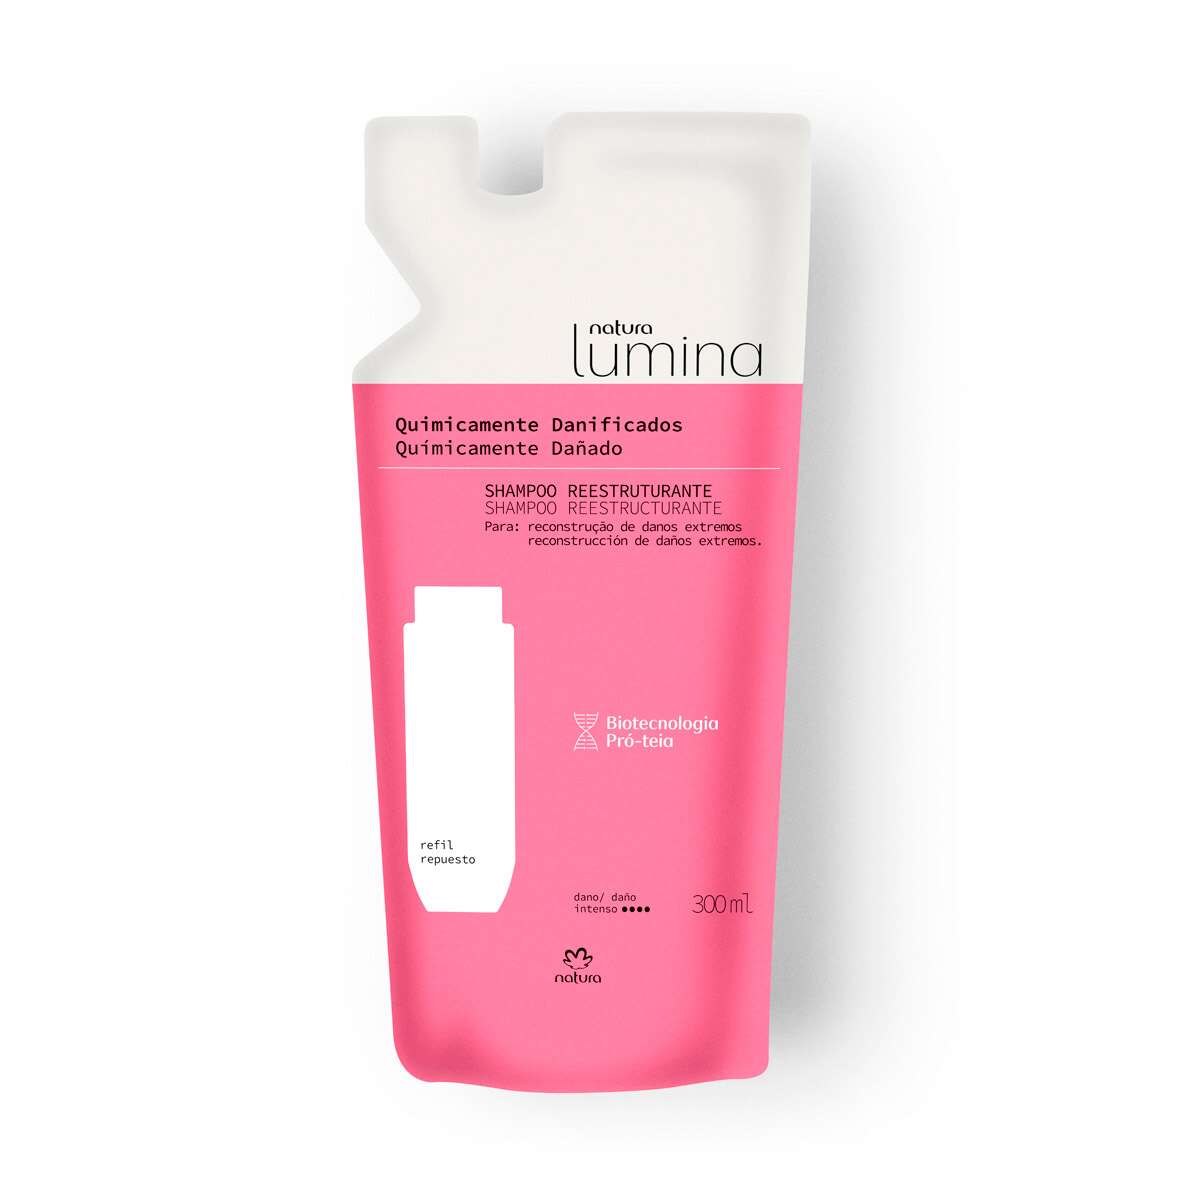 natura
lumina
Quimicamente Danificados
Químicamente Dañado
SHAMPOO REESTRUTURANTE
SHAMPOO REESTRUCTURANTE
Para: reconstrução de danos extremos
reconstrucción de daños extremos.
Biotecnologia
Pró-teia
refil
repuesto
dano/ daño
intenso
300 ml
natura